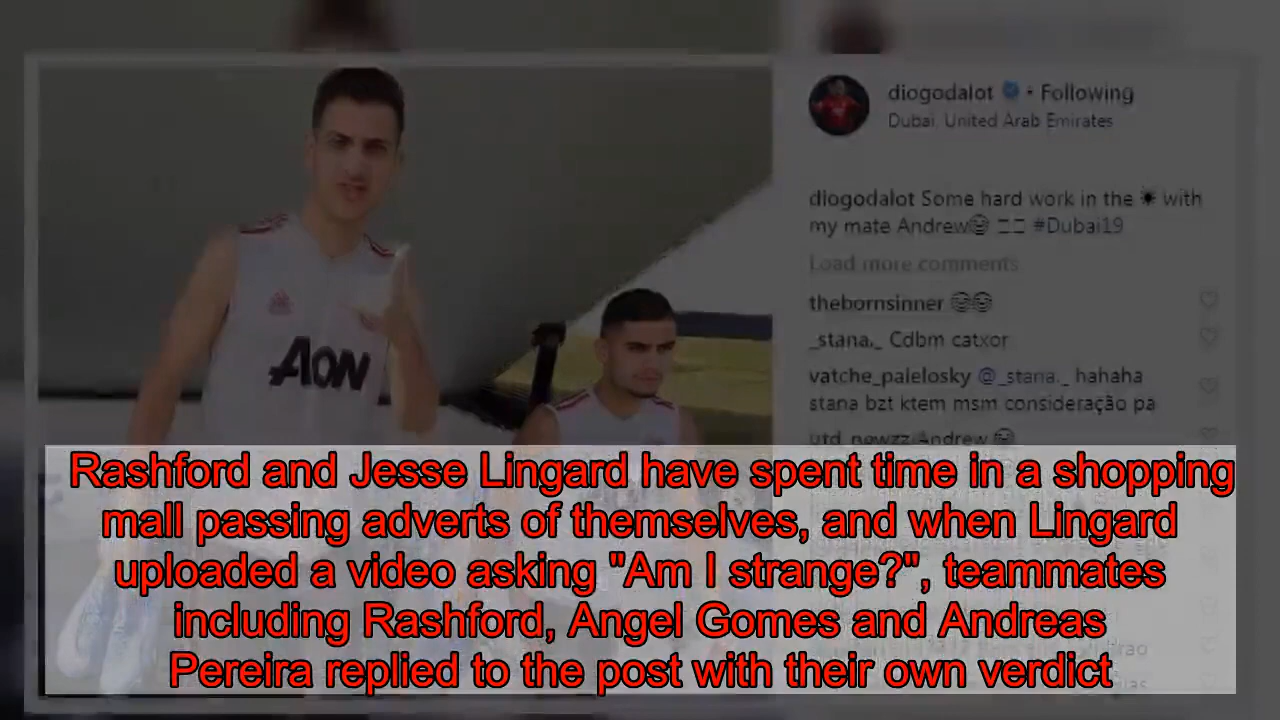 diogodalot • Following
Dubai, United Arab Emirates
diogodalot Some hard work in the ☀ with
my mate Andrew #Dubai19
Load more comments
thebornsinner
_stana._ Cdbm catxor
vatche_palelosky @_stana._ hahaha
stana bzt ktem msm consideração pa
utd_newzz Andrew
AON
Rashford and Jesse Lingard have spent time in a shopping
mall passing adverts of themselves, and when Lingard
uploaded a video asking "Am I strange?", teammates
including Rashford, Angel Gomes and Andreas
Pereira replied to the post with their own verdict